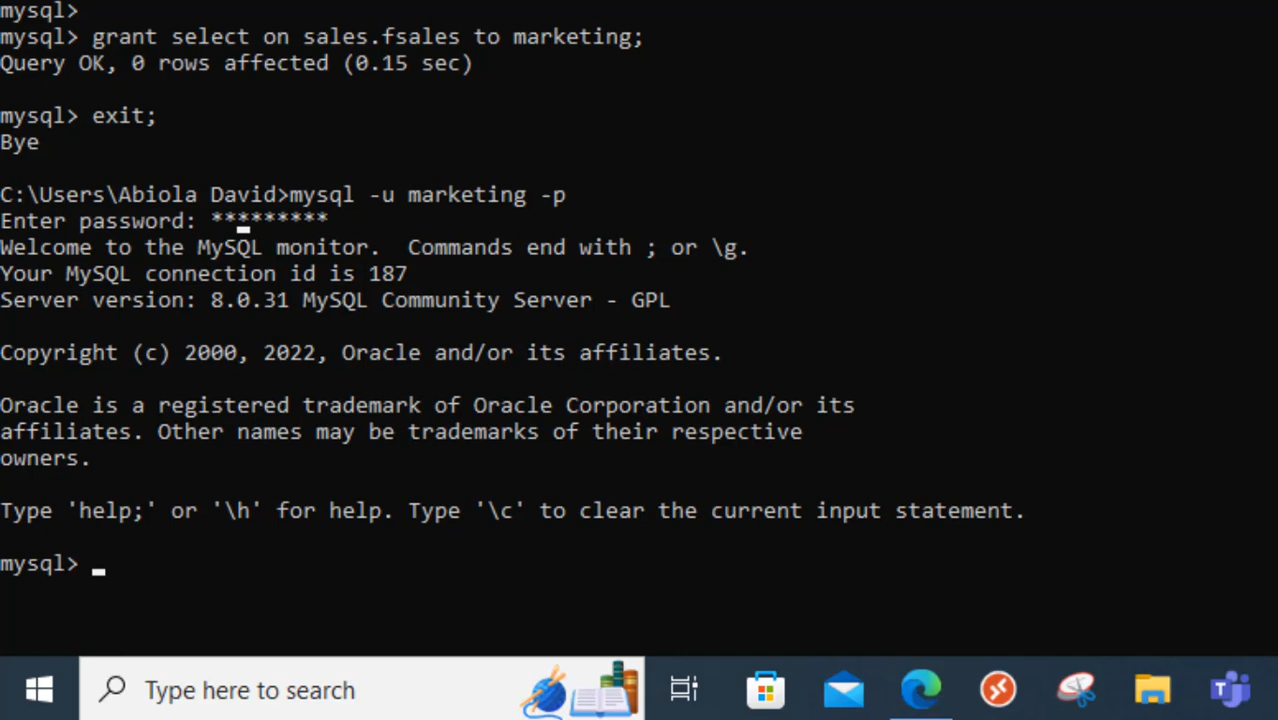 mysql>
mysql> grant select on sales.fsales to marketing;
Query OK, 0 rows affected (0.15 sec)
mysql> exit;
Bye
C:\Users\Abiola David>mysql -u marketing -p
Enter password: *********
Welcome to the MySQL monitor.  Commands end with ; or \g.
Your MySQL connection id is 187
Server version: 8.0.31 MySQL Community Server - GPL
Copyright (c) 2000, 2022, Oracle and/or its affiliates.
Oracle is a registered trademark of Oracle Corporation and/or its
affiliates. Other names may be trademarks of their respective
owners.
Type 'help;' or '\h' for help. Type '\c' to clear the current input statement.
mysql> _
Type here to search